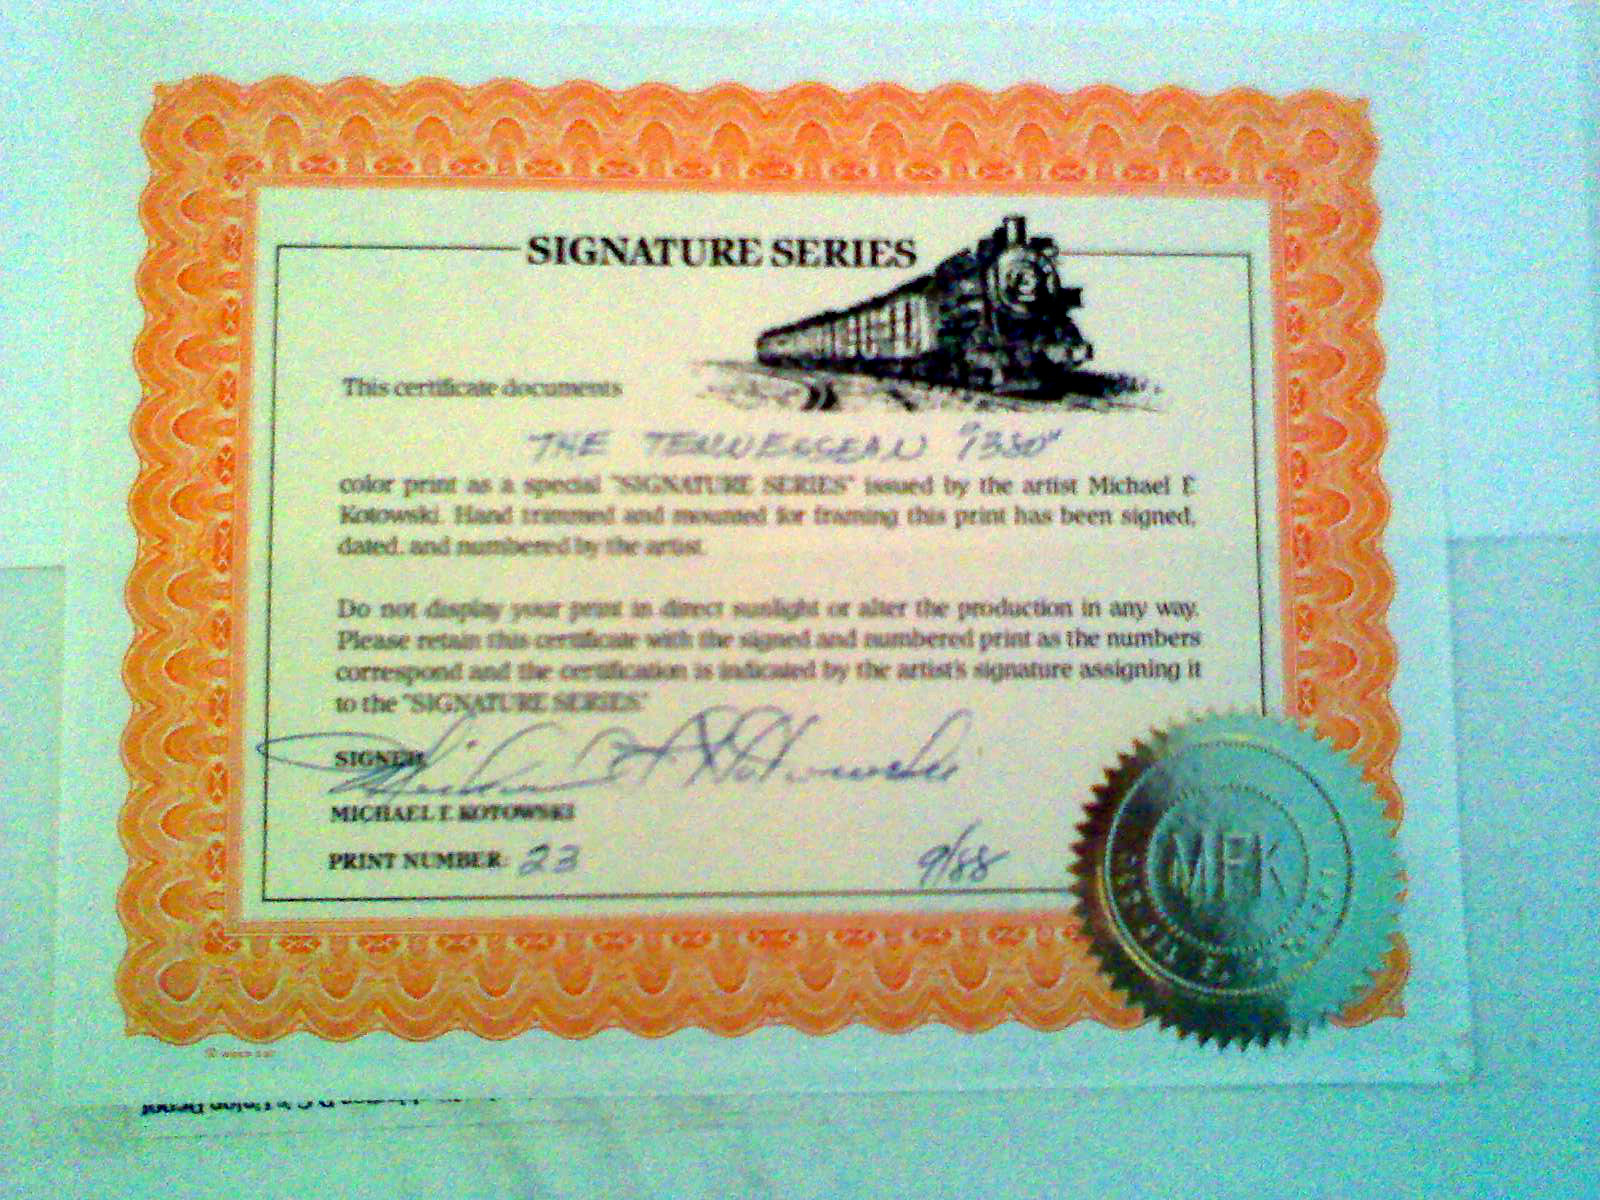 SIGNATURE SERIES
This certificate documents
THE TENNESSEAN "1380"
color print as a special "SIGNATURE SERIES" issued by the artist Michael F.
Kotowski. Hand trimmed and mounted for framing this print has been signed,
dated, and numbered by the artist.
Do not display your print in direct sunlight or alter the production in any way.
Please retain this certificate with the signed and numbered print as the numbers
correspond and the certification is indicated by the artist's signature assigning it
to the "SIGNATURE SERIES."
SIGNED
MICHAEL F. KOTOWSKI
PRINT NUMBER: 23
9/88
MFK
Union Depot